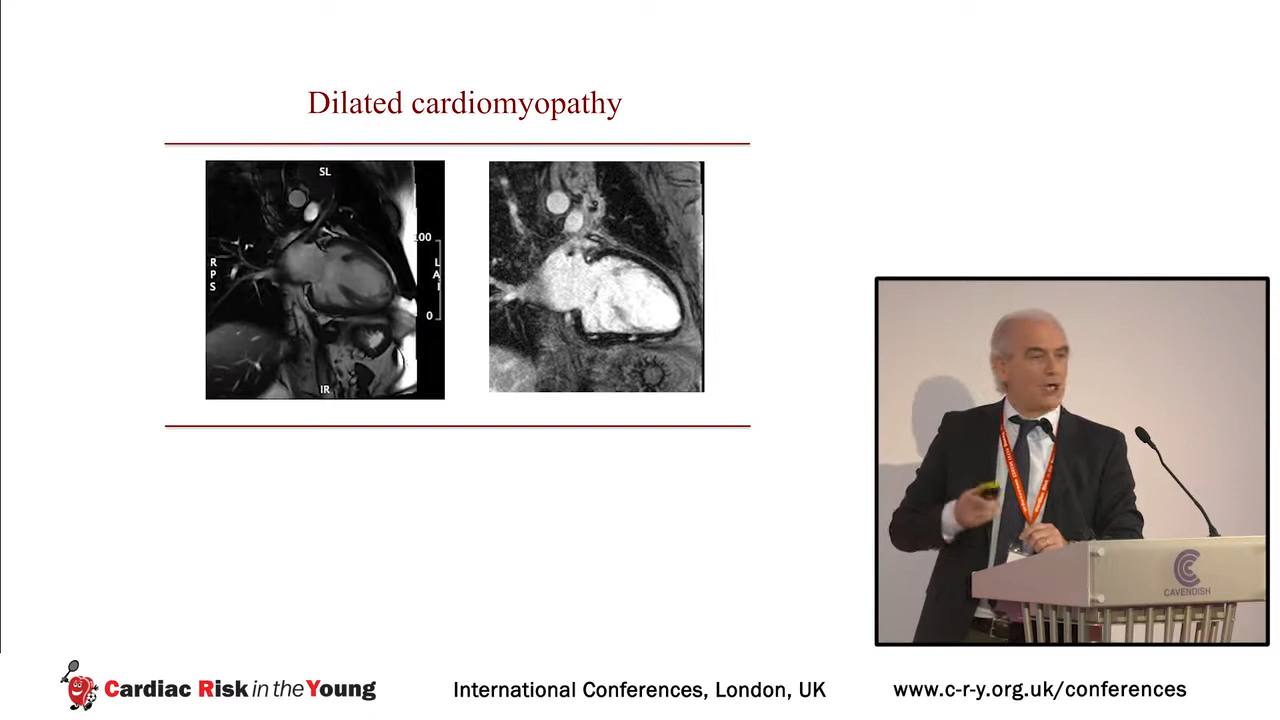 Dilated cardiomyopathy
SL
R
P
S
100
L
A
I
0
IR
CAVENDISH
Cardiac Risk in the Young
International Conferences, London, UK
www.c-r-y.org.uk/conferences